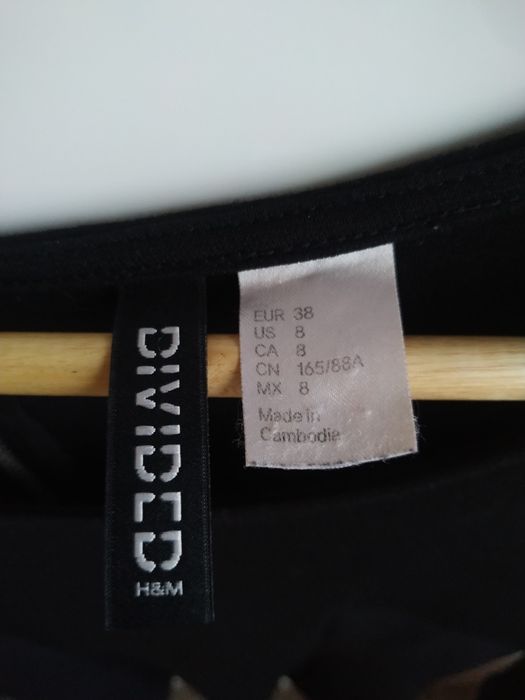 DIVIDED
H&M
EUR 38
US 8
CA 8
CN 165/88A
MX 8
Made in
Cambodia